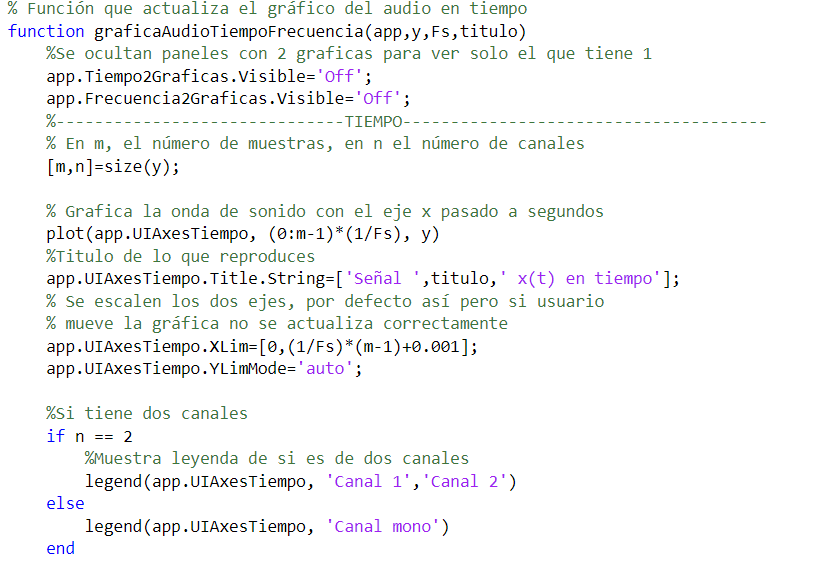 % Función que actualiza el gráfico del audio en tiempo
function graficaAudioTiempoFrecuencia(app,y,Fs,titulo)
    %Se ocultan paneles con 2 graficas para ver solo el que tiene 1
    app.Tiempo2Graficas.Visible='Off';
    app.Frecuencia2Graficas.Visible='Off';
    %------------------------------TIEMPO--------------------------------------
    % En m, el número de muestras, en n el número de canales
    [m,n]=size(y);

    % Grafica la onda de sonido con el eje x pasado a segundos
    plot(app.UIAxesTiempo, (0:m-1)*(1/Fs), y)
    %Titulo de lo que reproduces
    app.UIAxesTiempo.Title.String=['Señal ',titulo,' x(t) en tiempo'];
    % Se escalen los dos ejes, por defecto así pero si usuario
    % mueve la gráfica no se actualiza correctamente
    app.UIAxesTiempo.XLim=[0,(1/Fs)*(m-1)+0.001];
    app.UIAxesTiempo.YLimMode='auto';

    %Si tiene dos canales
    if n == 2
        %Muestra leyenda de si es de dos canales
        legend(app.UIAxesTiempo, 'Canal 1','Canal 2')
    else
        legend(app.UIAxesTiempo, 'Canal mono')
    end